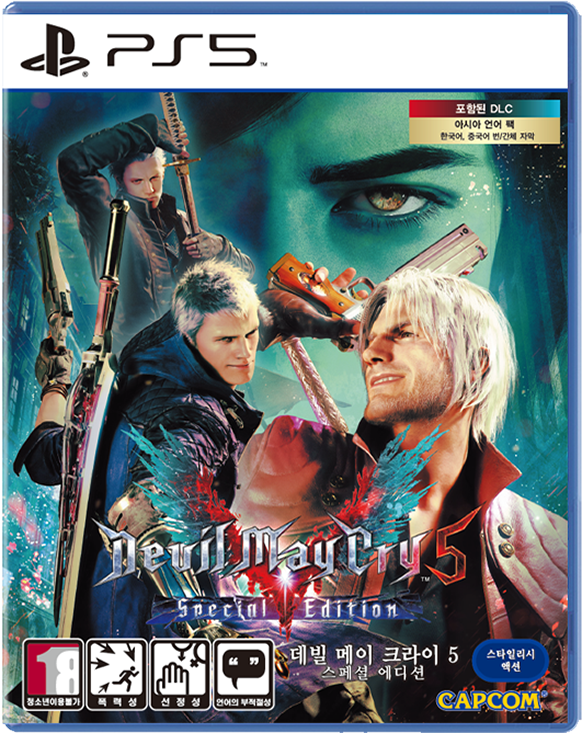 PS5
™
®
포함된 DLC
아시아 언어 팩
한국어, 중국어 번/간체 자막
Devil May Cry 5
™
Special Edition
18
청소년이용불가
폭력성
선정성
언어의 부적절성
데빌 메이 크라이 5
스페셜 에디션
스타일리시
액션
CAPCOM®